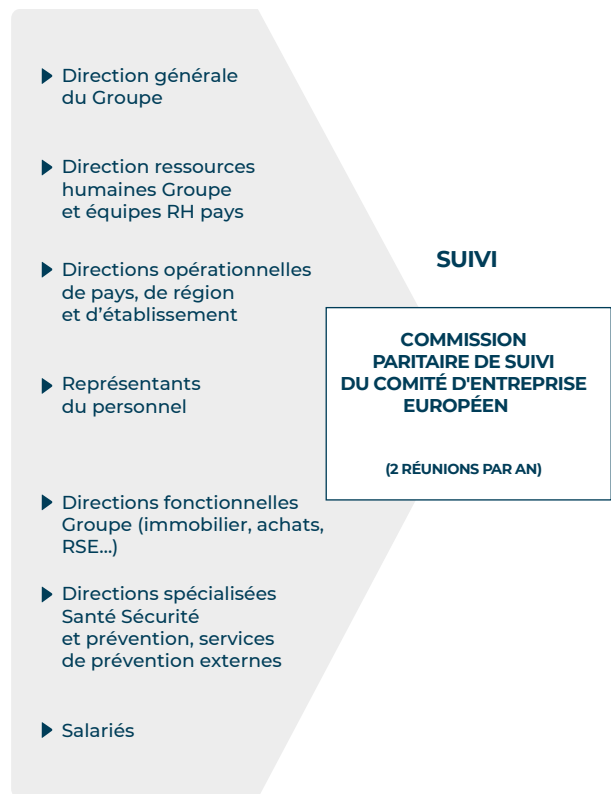 Direction générale
du Groupe
Direction ressources
humaines Groupe
et équipes RH pays
Directions opérationnelles
de pays, de région
et d’établissement
Représentants
du personnel
Directions fonctionnelles
Groupe (immobilier, achats,
RSE...)
Directions spécialisées
Santé Sécurité
et prévention, services
de prévention externes
Salariés
SUIVI
COMMISSION
PARITAIRE DE SUIVI
DU COMITÉ D'ENTREPRISE
EUROPÉEN
(2 RÉUNIONS PAR AN)